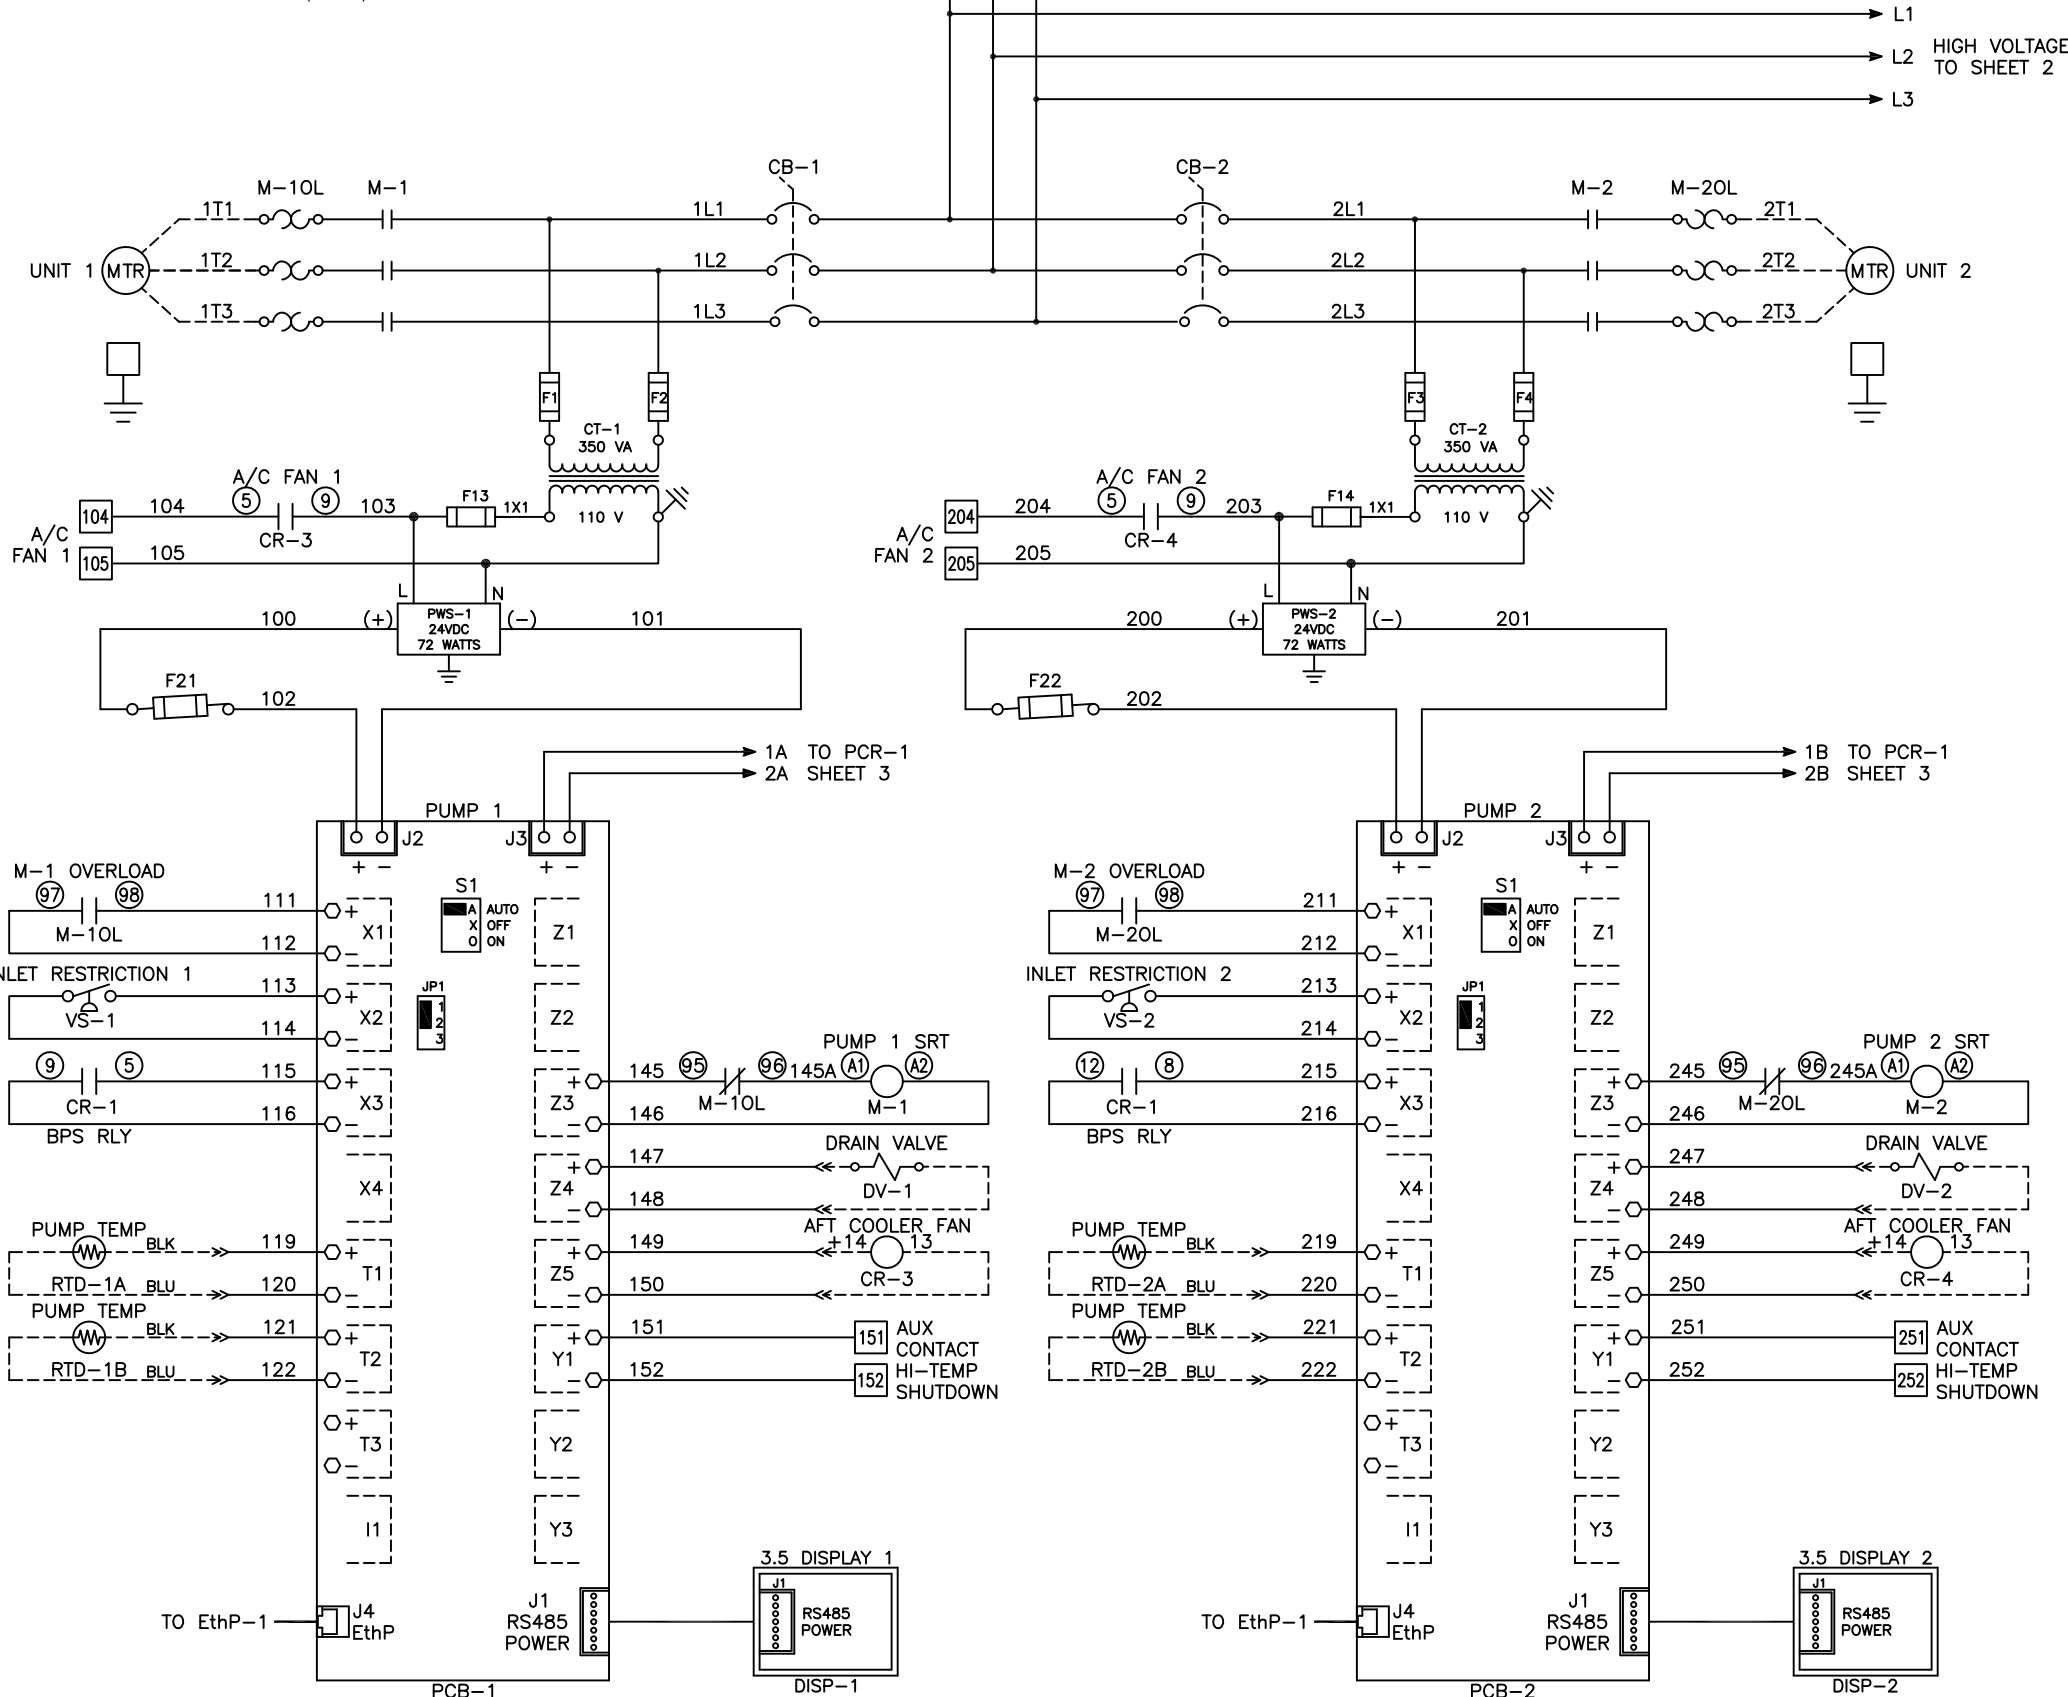 L1
L2 HIGH VOLTAGE
TO SHEET 2
L3
CB-1
CB-2
M-1OL M-1
M-2 M-2OL
1T1 1L1 2L1 2T1
UNIT 1 MTR 1T2 1L2 2L2 2T2 MTR UNIT 2
1T3 1L3 2L3 2T3
F1 F2 F3 F4
CT-1
350 VA
CT-2
350 VA
A/C FAN 1
5 9
A/C FAN 2
5 9
104 104 103 F13 1X1 110 V
204 204 203 F14 1X1 110 V
CR-3
CR-4
A/C
FAN 1
105 105
A/C
FAN 2
205 205
L N
L N
100 (+) PWS-1
24VDC
72 WATTS
(-) 101
200 (+) PWS-2
24VDC
72 WATTS
(-) 201
F21 102
F22 202
1A TO PCR-1
2A SHEET 3
1B TO PCR-1
2B SHEET 3
PUMP 1
J2 J3
+ - + -
PUMP 2
J2 J3
+ - + -
M-1 OVERLOAD
97 98 111 +
M-1OL X1
112 -
S1
A AUTO
X OFF
O ON
Z1
INLET RESTRICTION 1
113 +
VS-1 X2
114 -
JP1
1
2
3
Z2
9 5 115 +
CR-1 X3
116 -
BPS RLY
PUMP 1 SRT
Z3 + 145 95 96 145A A1 A2
M-1OL M-1
- 146
X4
DRAIN VALVE
Z4 + 147
DV-1
- 148
PUMP TEMP
BLK 119 +
T1
RTD-1A BLU 120 -
AFT COOLER FAN
Z5 + 149 +14 13
CR-3
- 150
PUMP TEMP
BLK 121 +
T2
RTD-1B BLU 122 -
Y1 + 151 151 AUX
CONTACT
- 152 152 HI-TEMP
SHUTDOWN
+
T3
-
Y2
I1
Y3
TO EthP-1 J4
EthP
J1
RS485
POWER
3.5 DISPLAY 1
J1
RS485
POWER
DISP-1
PCB-1
M-2 OVERLOAD
97 98 211 +
M-2OL X1
212 -
S1
A AUTO
X OFF
O ON
Z1
INLET RESTRICTION 2
213 +
VS-2 X2
214 -
JP1
1
2
3
Z2
12 8 215 +
CR-1 X3
216 -
BPS RLY
PUMP 2 SRT
Z3 + 245 95 96 245A A1 A2
M-2OL M-2
- 246
X4
DRAIN VALVE
Z4 + 247
DV-2
- 248
PUMP TEMP
BLK 219 +
T1
RTD-2A BLU 220 -
AFT COOLER FAN
Z5 + 249 +14 13
CR-4
- 250
PUMP TEMP
BLK 221 +
T2
RTD-2B BLU 222 -
Y1 + 251 251 AUX
CONTACT
- 252 252 HI-TEMP
SHUTDOWN
+
T3
-
Y2
I1
Y3
TO EthP-1 J4
EthP
J1
RS485
POWER
3.5 DISPLAY 2
J1
RS485
POWER
DISP-2
PCB-2